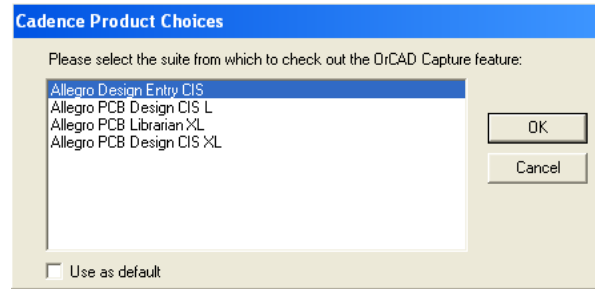 Cadence Product Choices
Please select the suite from which to check out the OrCAD Capture feature:
Allegro Design Entry CIS
Allegro PCB Design CIS L
Allegro PCB Librarian XL
Allegro PCB Design CIS XL
OK
Cancel
Use as default